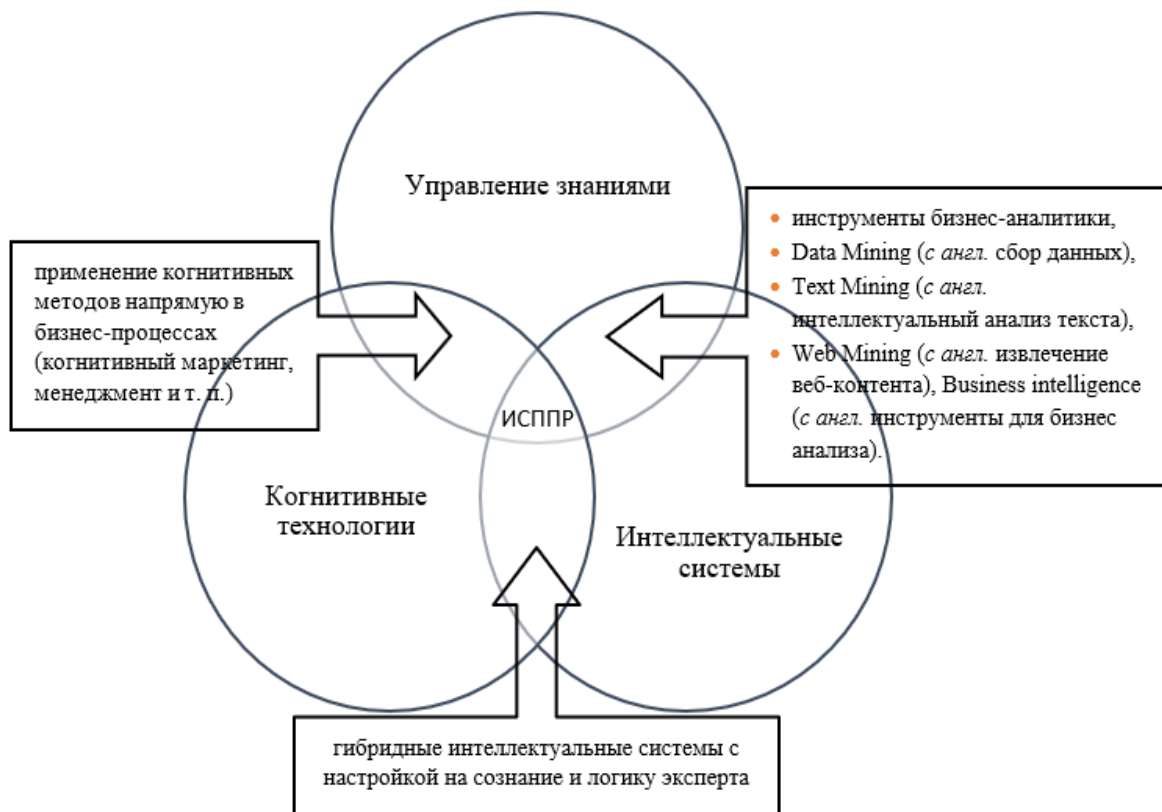 Управление знаниями
применение когнитивных
методов напрямую в
бизнес-процессах
(когнитивный маркетинг,
менеджмент и т. п.)
• инструменты бизнес-аналитики,
• Data Mining (с англ. сбор данных),
• Text Mining (с англ.
интеллектуальный анализ текста),
• Web Mining (с англ. извлечение
веб-контента), Business intelligence
(с англ. инструменты для бизнес
анализа).
ИСППР
Когнитивные
технологии
Интеллектуальные
системы
гибридные интеллектуальные системы с
настройкой на сознание и логику эксперта